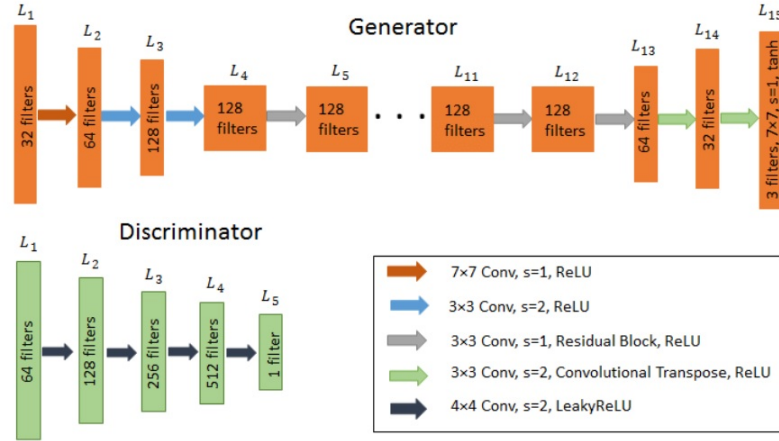 Generator
L₁
32 filters
L₂
64 filters
L₃
128 filters
L₄
128
filters
L₅
128
filters
. . .
L₁₁
128
filters
L₁₂
128
filters
L₁₃
64 filters
L₁₄
32 filters
L₁₅
3 filters, 7×7, s=1, tanh
Discriminator
L₁
64 filters
L₂
128 filters
L₃
256 filters
L₄
512 filters
L₅
1 filter
7×7 Conv, s=1, ReLU
3×3 Conv, s=2, ReLU
3×3 Conv, s=1, Residual Block, ReLU
3×3 Conv, s=2, Convolutional Transpose, ReLU
4×4 Conv, s=2, LeakyReLU